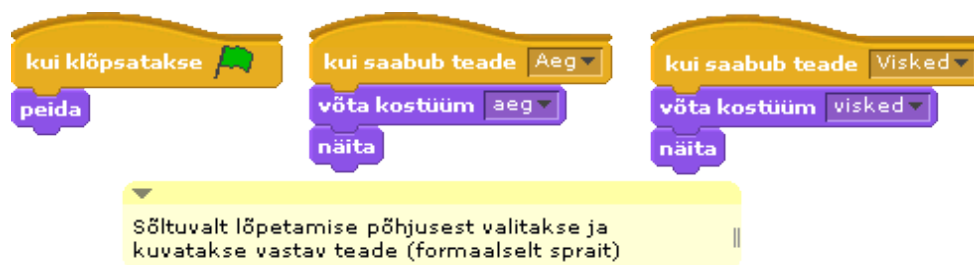 kui klõpsatakse
peida
kui saabub teade Aeg
võta kostüüm aeg
näita
kui saabub teade Visked
võta kostüüm visked
näita
Sõltuvalt lõpetamise põhjusest valitakse ja
kuvatakse vastav teade (formaalselt sprait)